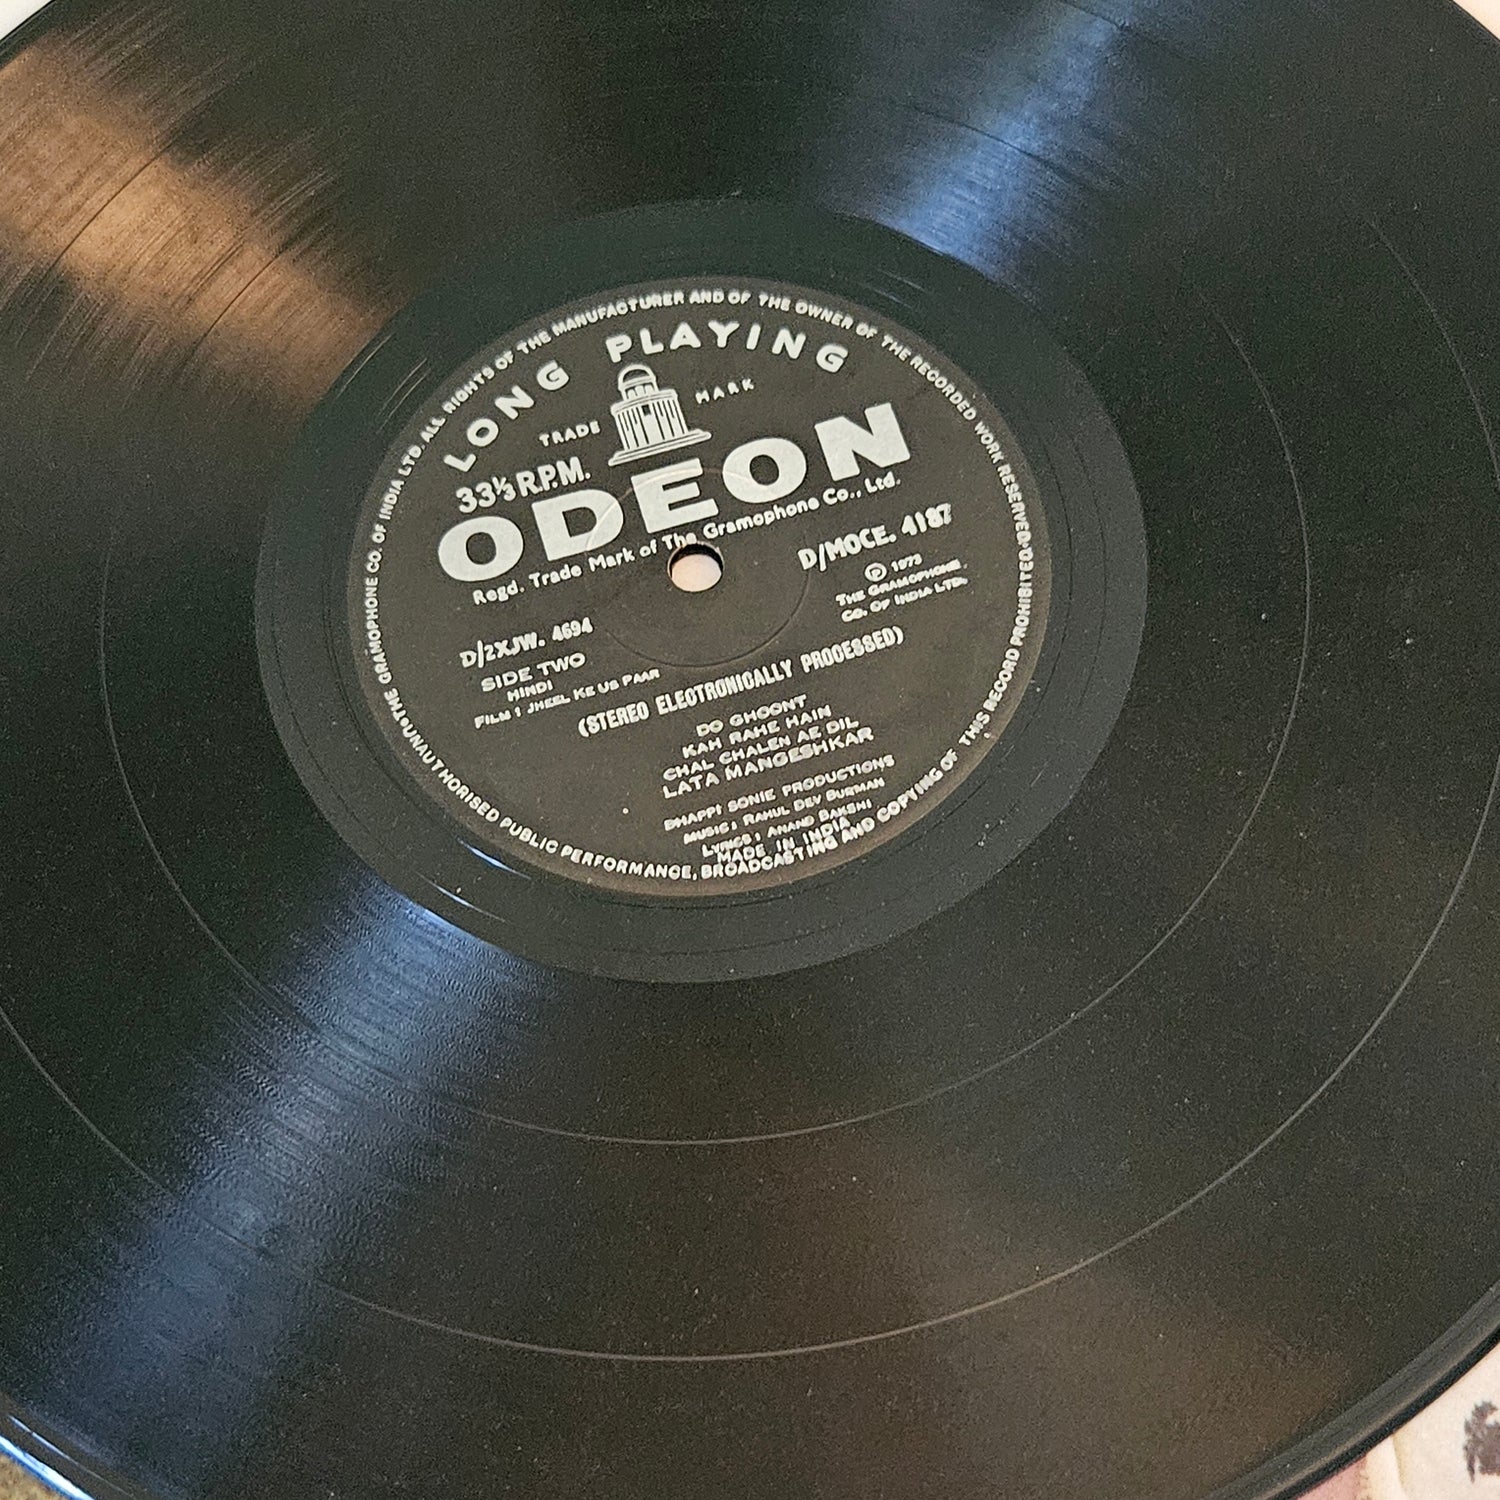 THE GRAMOPHONE CO. OF INDIA LTD ALL RIGHTS OF THE MANUFACTURER AND OF THE OWNER OF THE RECORDED WORK RESERVED·UNAUTHORISED PUBLIC PERFORMANCE, BROADCASTING AND COPYING OF THIS RECORD PROHIBITED·
LONG PLAYING
TRADE MARK
33⅓ R.P.M.
ODEON
Regd. Trade Mark of The Gramophone Co., Ltd.
D/MOCE. 4187
Ⓟ 1973
THE GRAMOPHONE
CO. OF INDIA LTD.
D/2XJW. 4694
SIDE TWO
HINDI
FILM : JHEEL KE US PAAR
(STEREO ELECTRONICALLY PROCESSED)
DO GHOONT
KAH RAHE HAIN
CHAL CHALEN AE DIL
LATA MANGESHKAR
DHAPPI SONIE PRODUCTIONS
MUSIC : RAHUL DEV BURMAN
LYRICS : ANAND BAKSHI
MADE IN INDIA